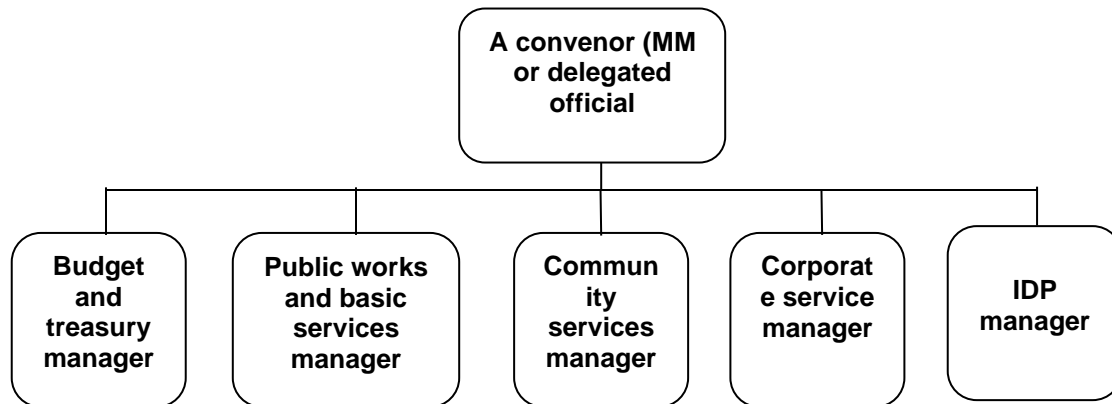 A convenor (MM
or delegated
official
Budget
and
treasury
manager
Public works
and basic
services
manager
Commun
ity
services
manager
Corporat
e service
manager
IDP
manager